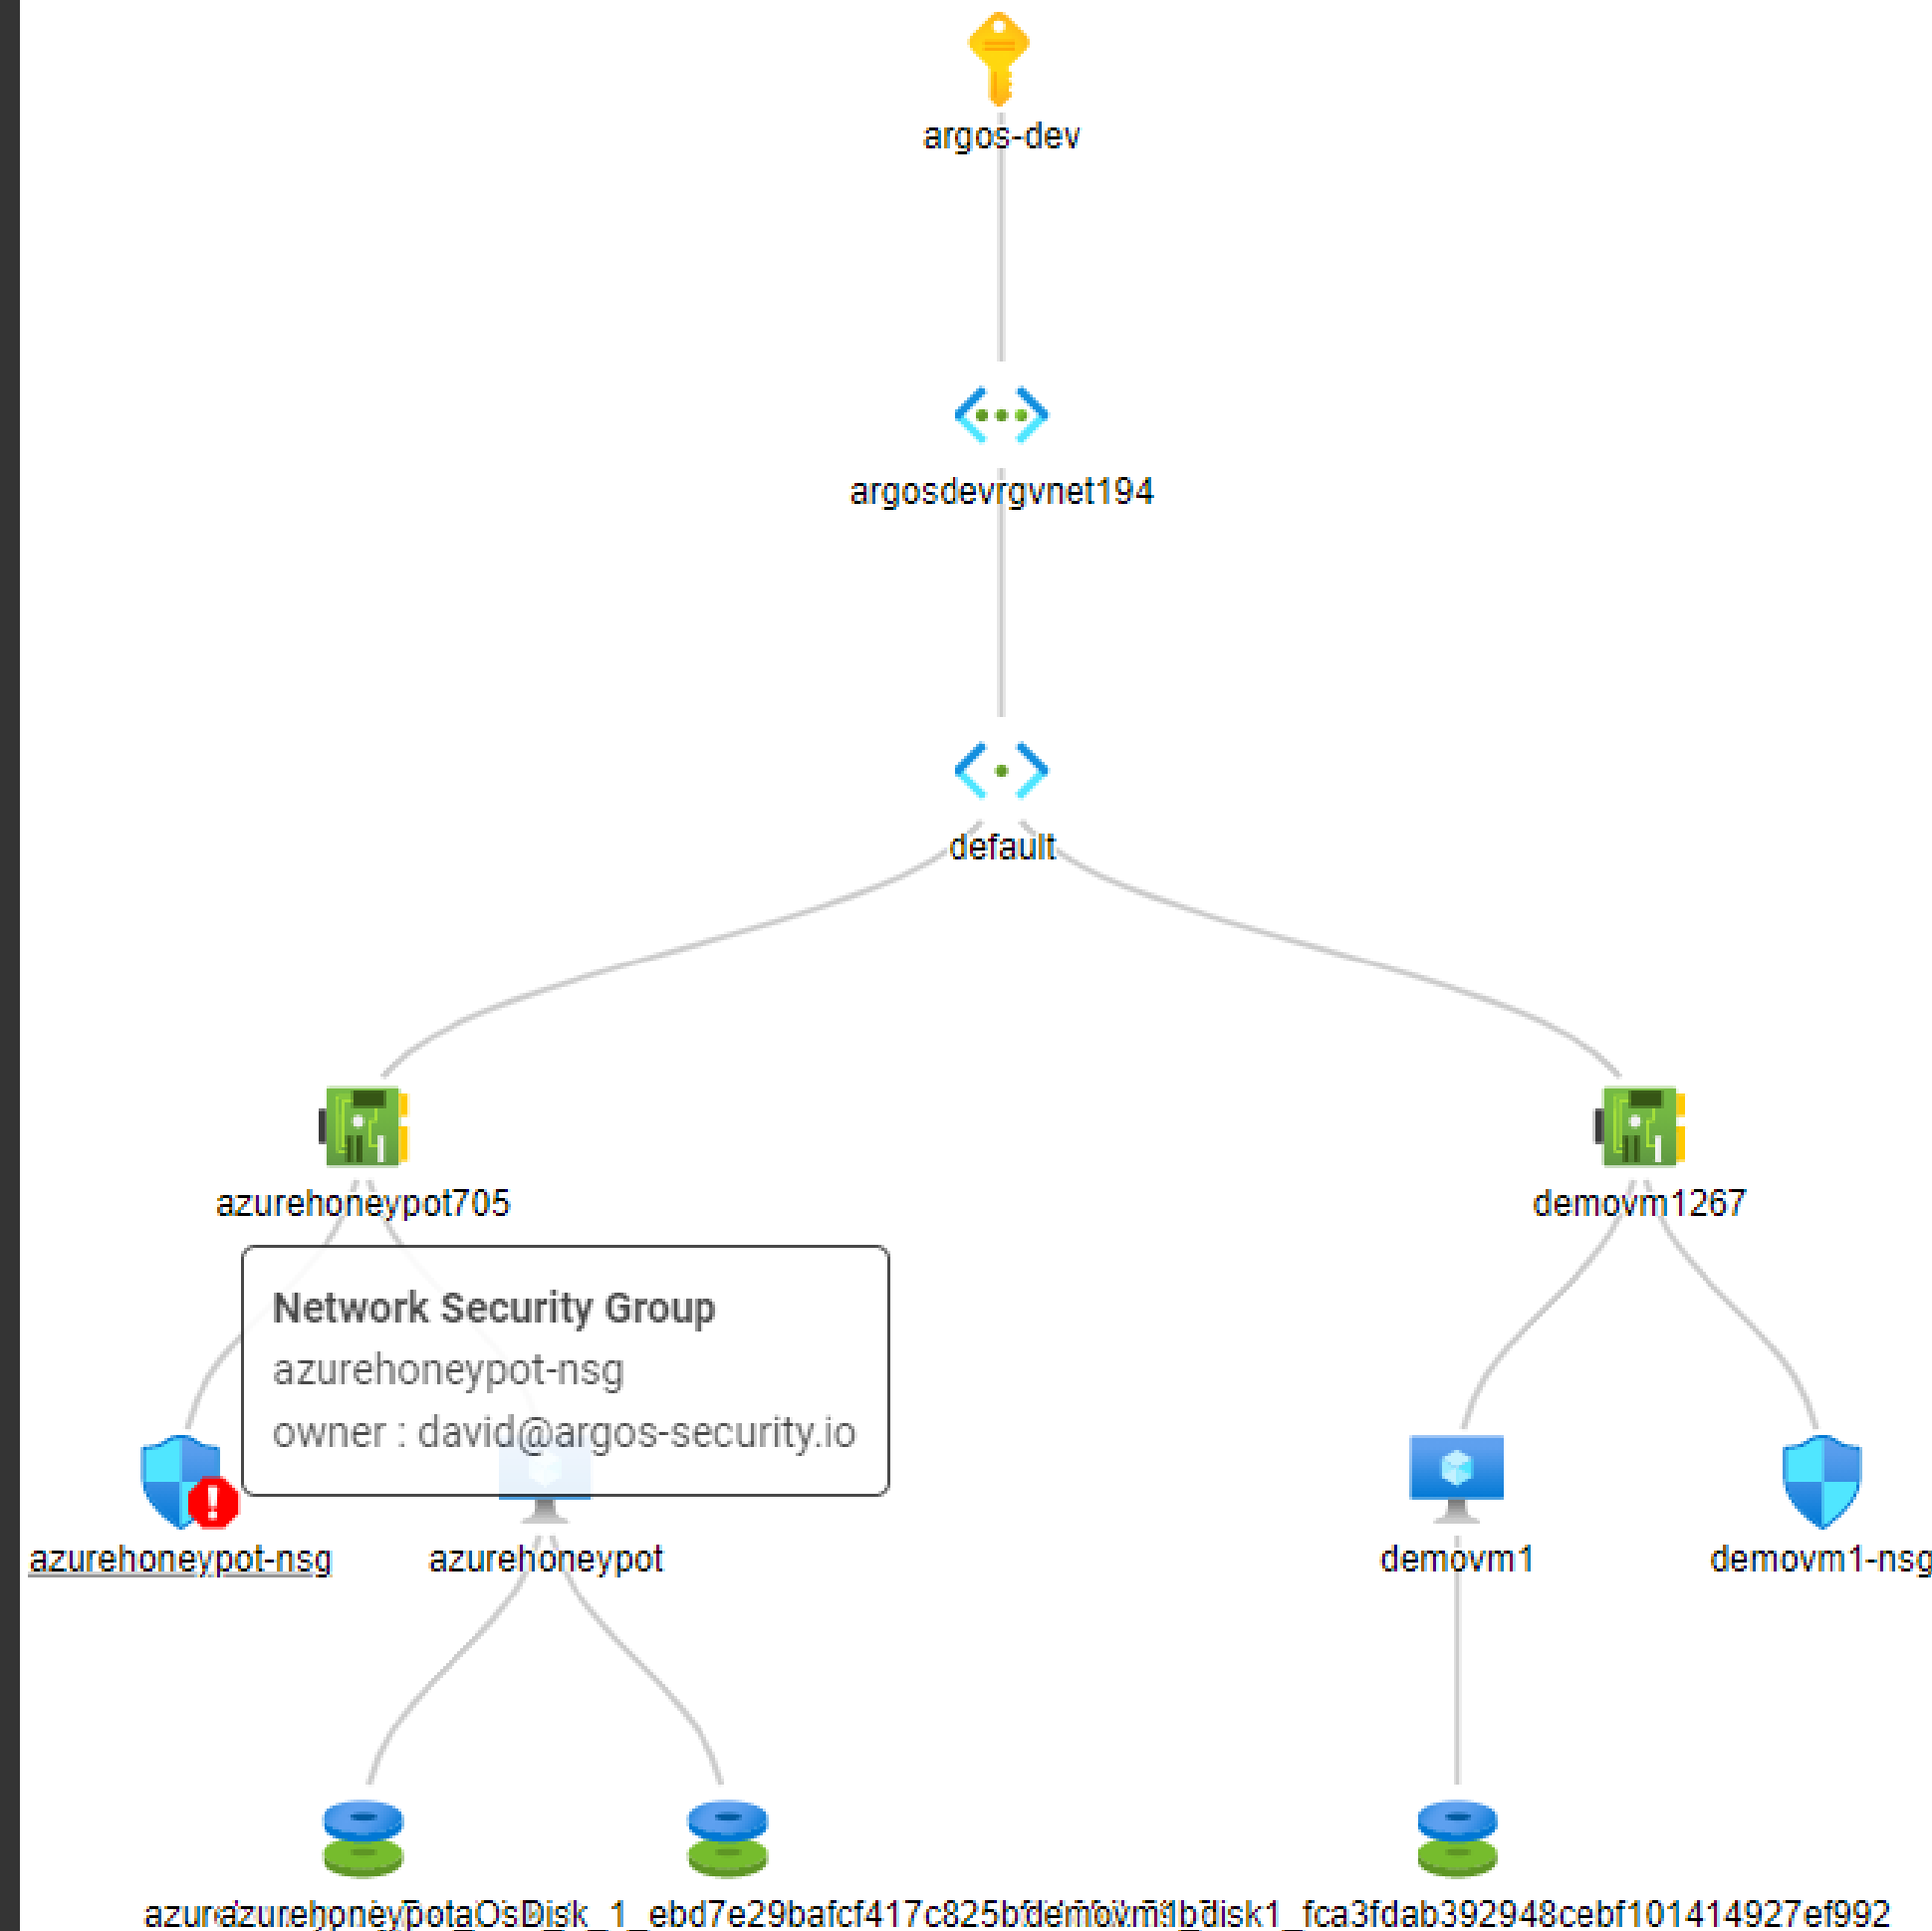 argos-dev
argosdevrgvnet194
default
azurehoneypot705
demovm1267
Network Security Group
azurehoneypot-nsg
owner : david@argos-security.io
azurehoneypot-nsg
azurehoneypot
demovm1
demovm1-nsg